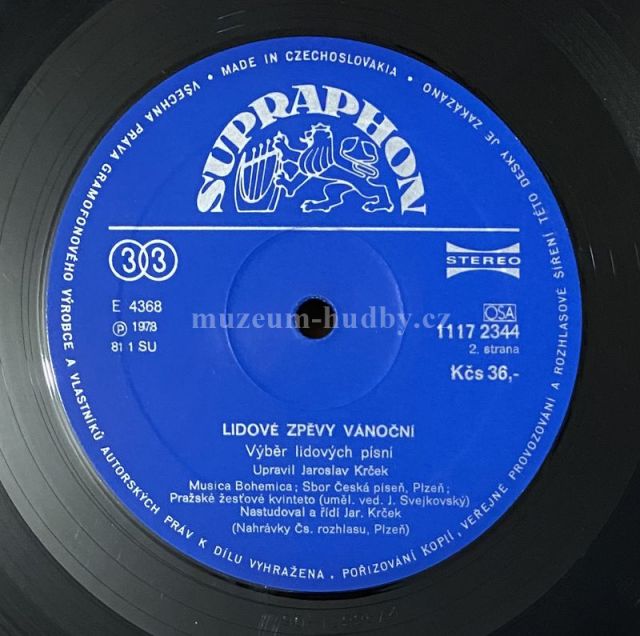 VŠECHNA PRÁVA GRAMOFONOVÉHO VÝROBCE A VLASTNÍKŮ AUTORSKÝCH PRÁV K DÍLU VYHRAŽENA. POŘIZOVÁNÍ KOPIÍ, VEŘEJNÉ PROVOZOVÁNÍ A ROZHLASOVÉ ŠÍŘENÍ TÉTO DESKY JE ZAKÁZÁNO • MADE IN CZECHOSLOVAKIA •
SUPRAPHON
33
STEREO
E 4368
OSA
℗ 1978
1117 2344
81 1 SU
2. strana
Kčs 36,-
muzeum-hudby.cz
LIDOVÉ ZPĚVY VÁNOČNÍ
Výběr lidových písní
Upravil Jaroslav Krček
Musica Bohemica; Sbor Česká píseň, Plzeň;
Pražské žesťové kvinteto (uměl. ved. J. Svejkovský)
Nastudoval a řídí Jar. Krček
(Nahrávky Čs. rozhlasu, Plzeň)